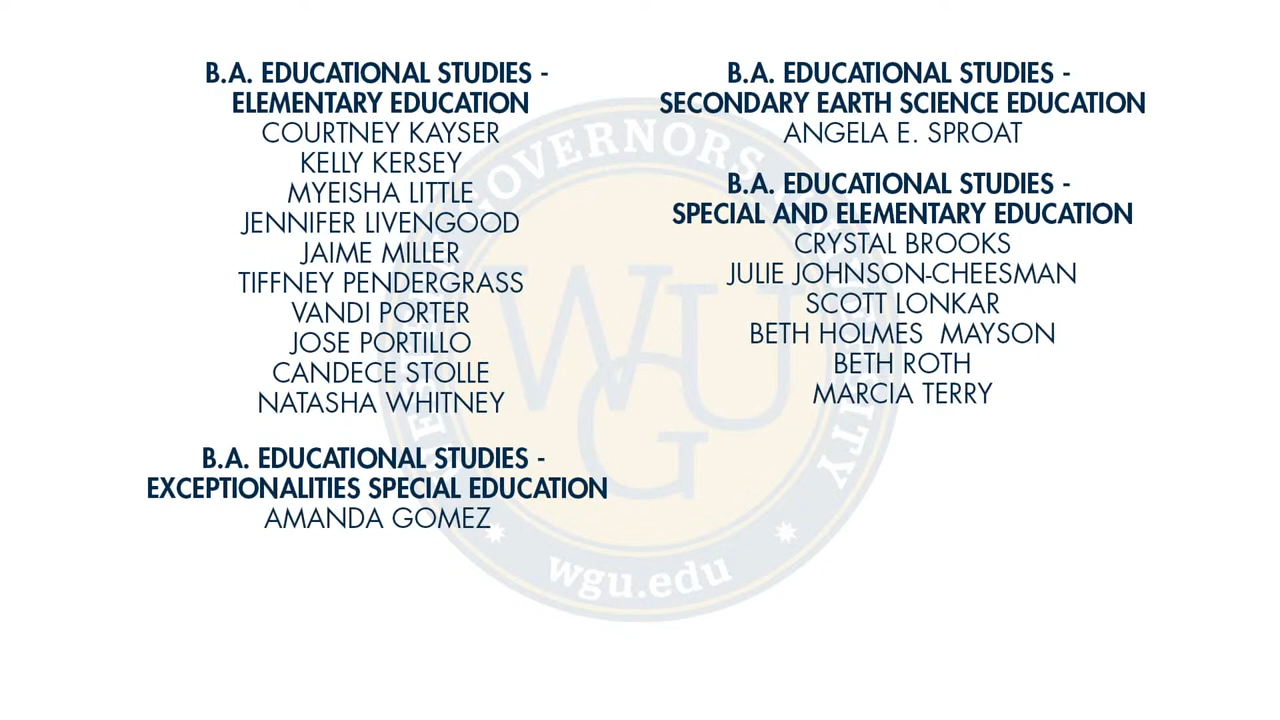 B.A. EDUCATIONAL STUDIES -
ELEMENTARY EDUCATION
COURTNEY KAYSER
KELLY KERSEY
MYEISHA LITTLE
JENNIFER LIVENGOOD
JAIME MILLER
TIFFNEY PENDERGRASS
VANDI PORTER
JOSE PORTILLO
CANDECE STOLLE
NATASHA WHITNEY
B.A. EDUCATIONAL STUDIES -
EXCEPTIONALITIES SPECIAL EDUCATION
AMANDA GOMEZ
B.A. EDUCATIONAL STUDIES -
SECONDARY EARTH SCIENCE EDUCATION
ANGELA E. SPROAT
B.A. EDUCATIONAL STUDIES -
SPECIAL AND ELEMENTARY EDUCATION
CRYSTAL BROOKS
JULIE JOHNSON-CHEESMAN
SCOTT LONKAR
BETH HOLMES  MAYSON
BETH ROTH
MARCIA TERRY
GOVERNORS
WGU
wgu.edu